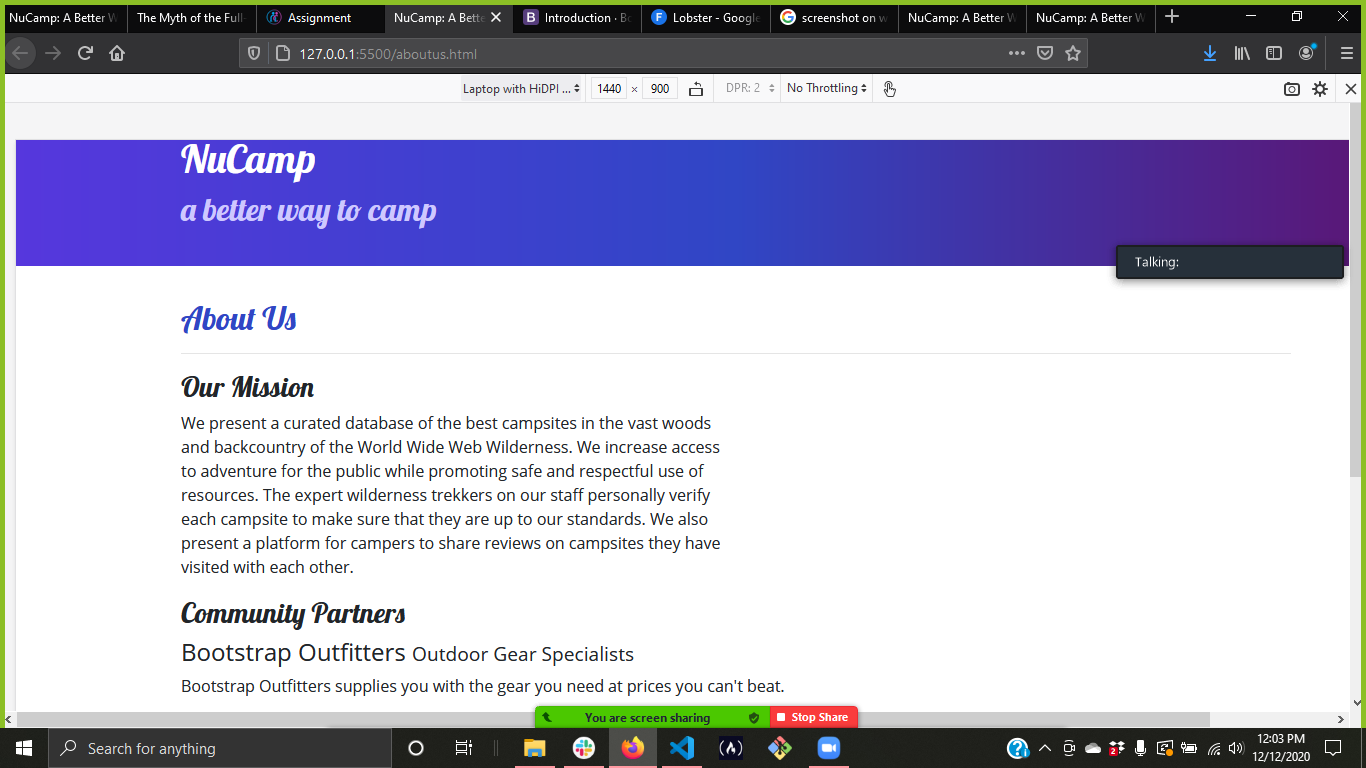 NuCamp: A Better W
The Myth of the Full-
Assignment
NuCamp: A Bette
Introduction · Bo
Lobster - Google
screenshot on w
NuCamp: A Better W
NuCamp: A Better W
127.0.0.1:5500/aboutus.html
Laptop with HiDPI ...
1440 × 900
DPR: 2
No Throttling
NuCamp
a better way to camp
Talking:
About Us
Our Mission
We present a curated database of the best campsites in the vast woods
and backcountry of the World Wide Web Wilderness. We increase access
to adventure for the public while promoting safe and respectful use of
resources. The expert wilderness trekkers on our staff personally verify
each campsite to make sure that they are up to our standards. We also
present a platform for campers to share reviews on campsites they have
visited with each other.
Community Partners
Bootstrap Outfitters Outdoor Gear Specialists
Bootstrap Outfitters supplies you with the gear you need at prices you can't beat.
You are screen sharing
Stop Share
Search for anything
12:03 PM
12/12/2020